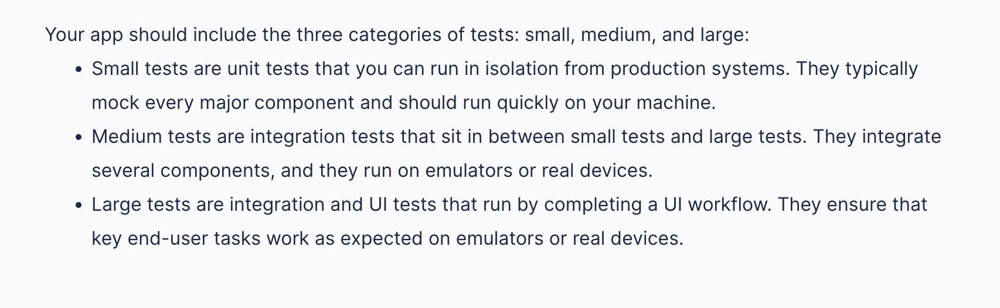 Your app should include the three categories of tests: small, medium, and large:
• Small tests are unit tests that you can run in isolation from production systems. They typically
mock every major component and should run quickly on your machine.
• Medium tests are integration tests that sit in between small tests and large tests. They integrate
several components, and they run on emulators or real devices.
• Large tests are integration and UI tests that run by completing a UI workflow. They ensure that
key end-user tasks work as expected on emulators or real devices.